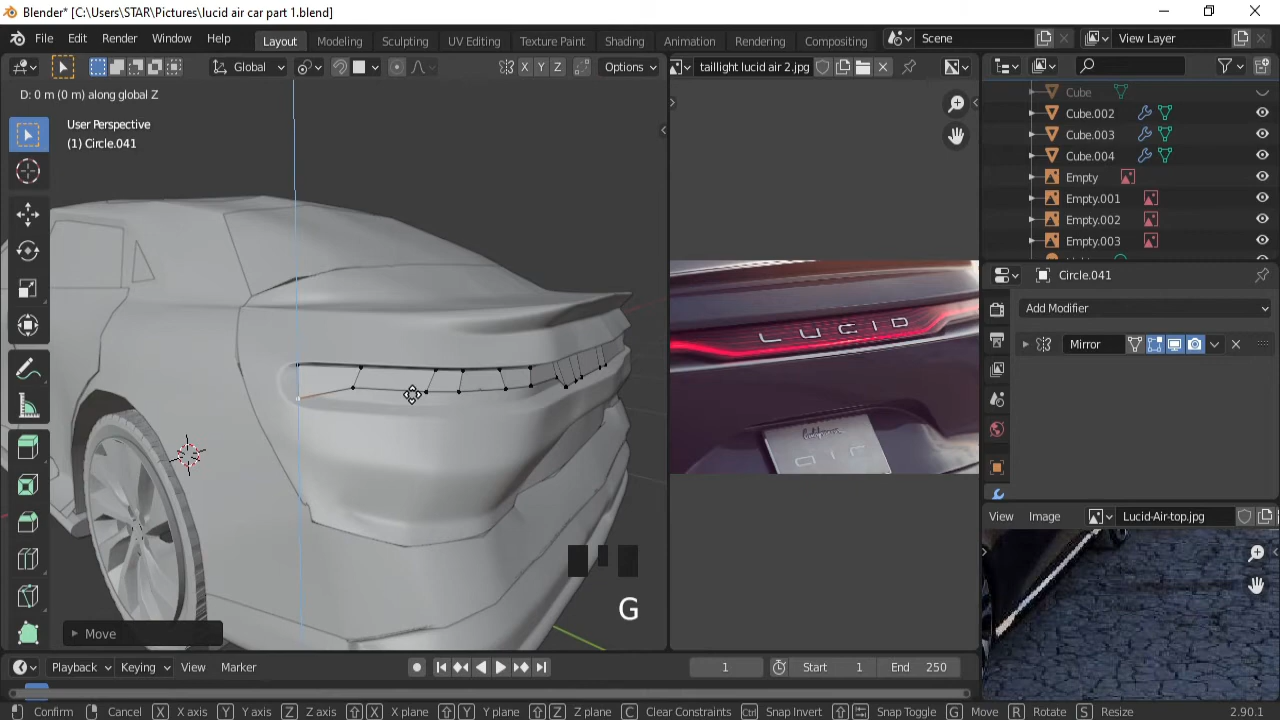 Blender* [C:\Users\STAR\Pictures\lucid air car part 1.blend]
File Edit Render Window Help
Layout Modeling Sculpting UV Editing Texture Paint Shading Animation Rendering Compositing
Scene
View Layer
Global
X Y Z
Options
taillight lucid air 2.jpg
D: 0 m (0 m) along global Z
User Perspective
(1) Circle.041
Cube
Cube.002
Cube.003
Cube.004
Empty
Empty.001
Empty.002
Empty.003
Circle.041
Add Modifier
Mirror
LUCID
G
Move
View Image Lucid-Air-top.jpg
Playback Keying View Marker
1 Start 1 End 250
Confirm Cancel X X axis Y Y axis Z Z axis X X plane Y Y plane Z Z plane C Clear Constraints Ctrl Snap Invert Snap Toggle G Move R Rotate S Resize 2.90.1